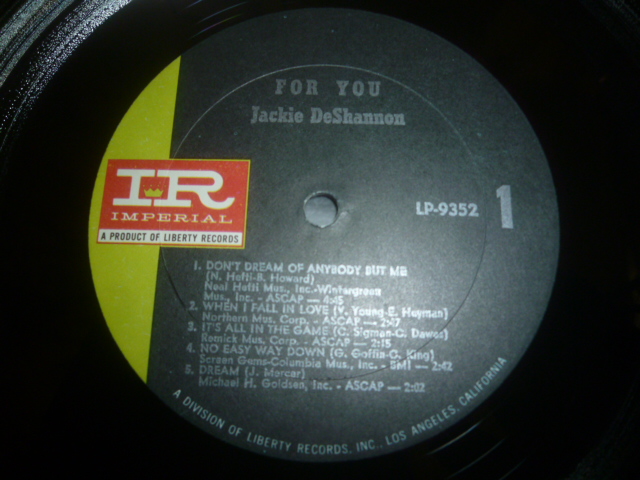 FOR YOU
Jackie DeShannon
IR
IMPERIAL
A PRODUCT OF LIBERTY RECORDS
LP-9352
1
1. DON'T DREAM OF ANYBODY BUT ME
(N. Hefti-B. Howard)
Neal Hefti Mus., Inc.-Wintergreen
Mus., Inc. - ASCAP — 4:45
2. WHEN I FALL IN LOVE (V. Young-E. Heyman)
Northern Mus. Corp. - ASCAP — 2:47
3. IT'S ALL IN THE GAME (C. Sigman-C. Dawes)
Remick Mus. Corp. - ASCAP — 2:15
4. NO EASY WAY DOWN (G. Goffin-C. King)
Screen Gems-Columbia Mus., Inc. - BMI — 2:42
5. DREAM (J. Mercer)
Michael H. Goldsen, Inc. - ASCAP — 2:02
A DIVISION OF LIBERTY RECORDS, INC., LOS ANGELES, CALIFORNIA